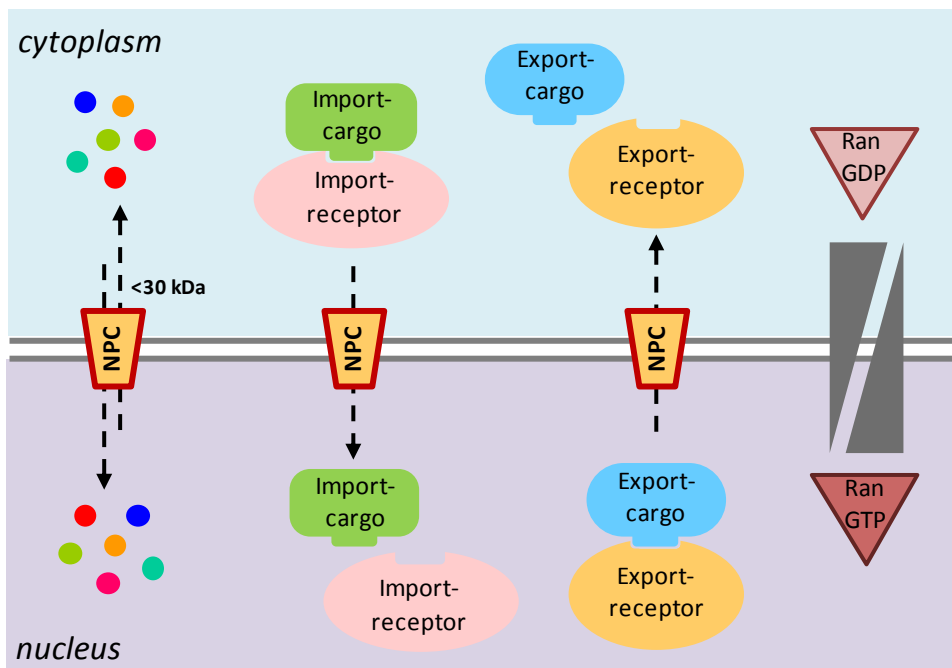 cytoplasm
Import-
cargo
Import-
receptor
Export-
cargo
Export-
receptor
Ran
GDP
<30 kDa
NPC
NPC
NPC
Import-
cargo
Import-
receptor
Export-
cargo
Export-
receptor
Ran
GTP
nucleus